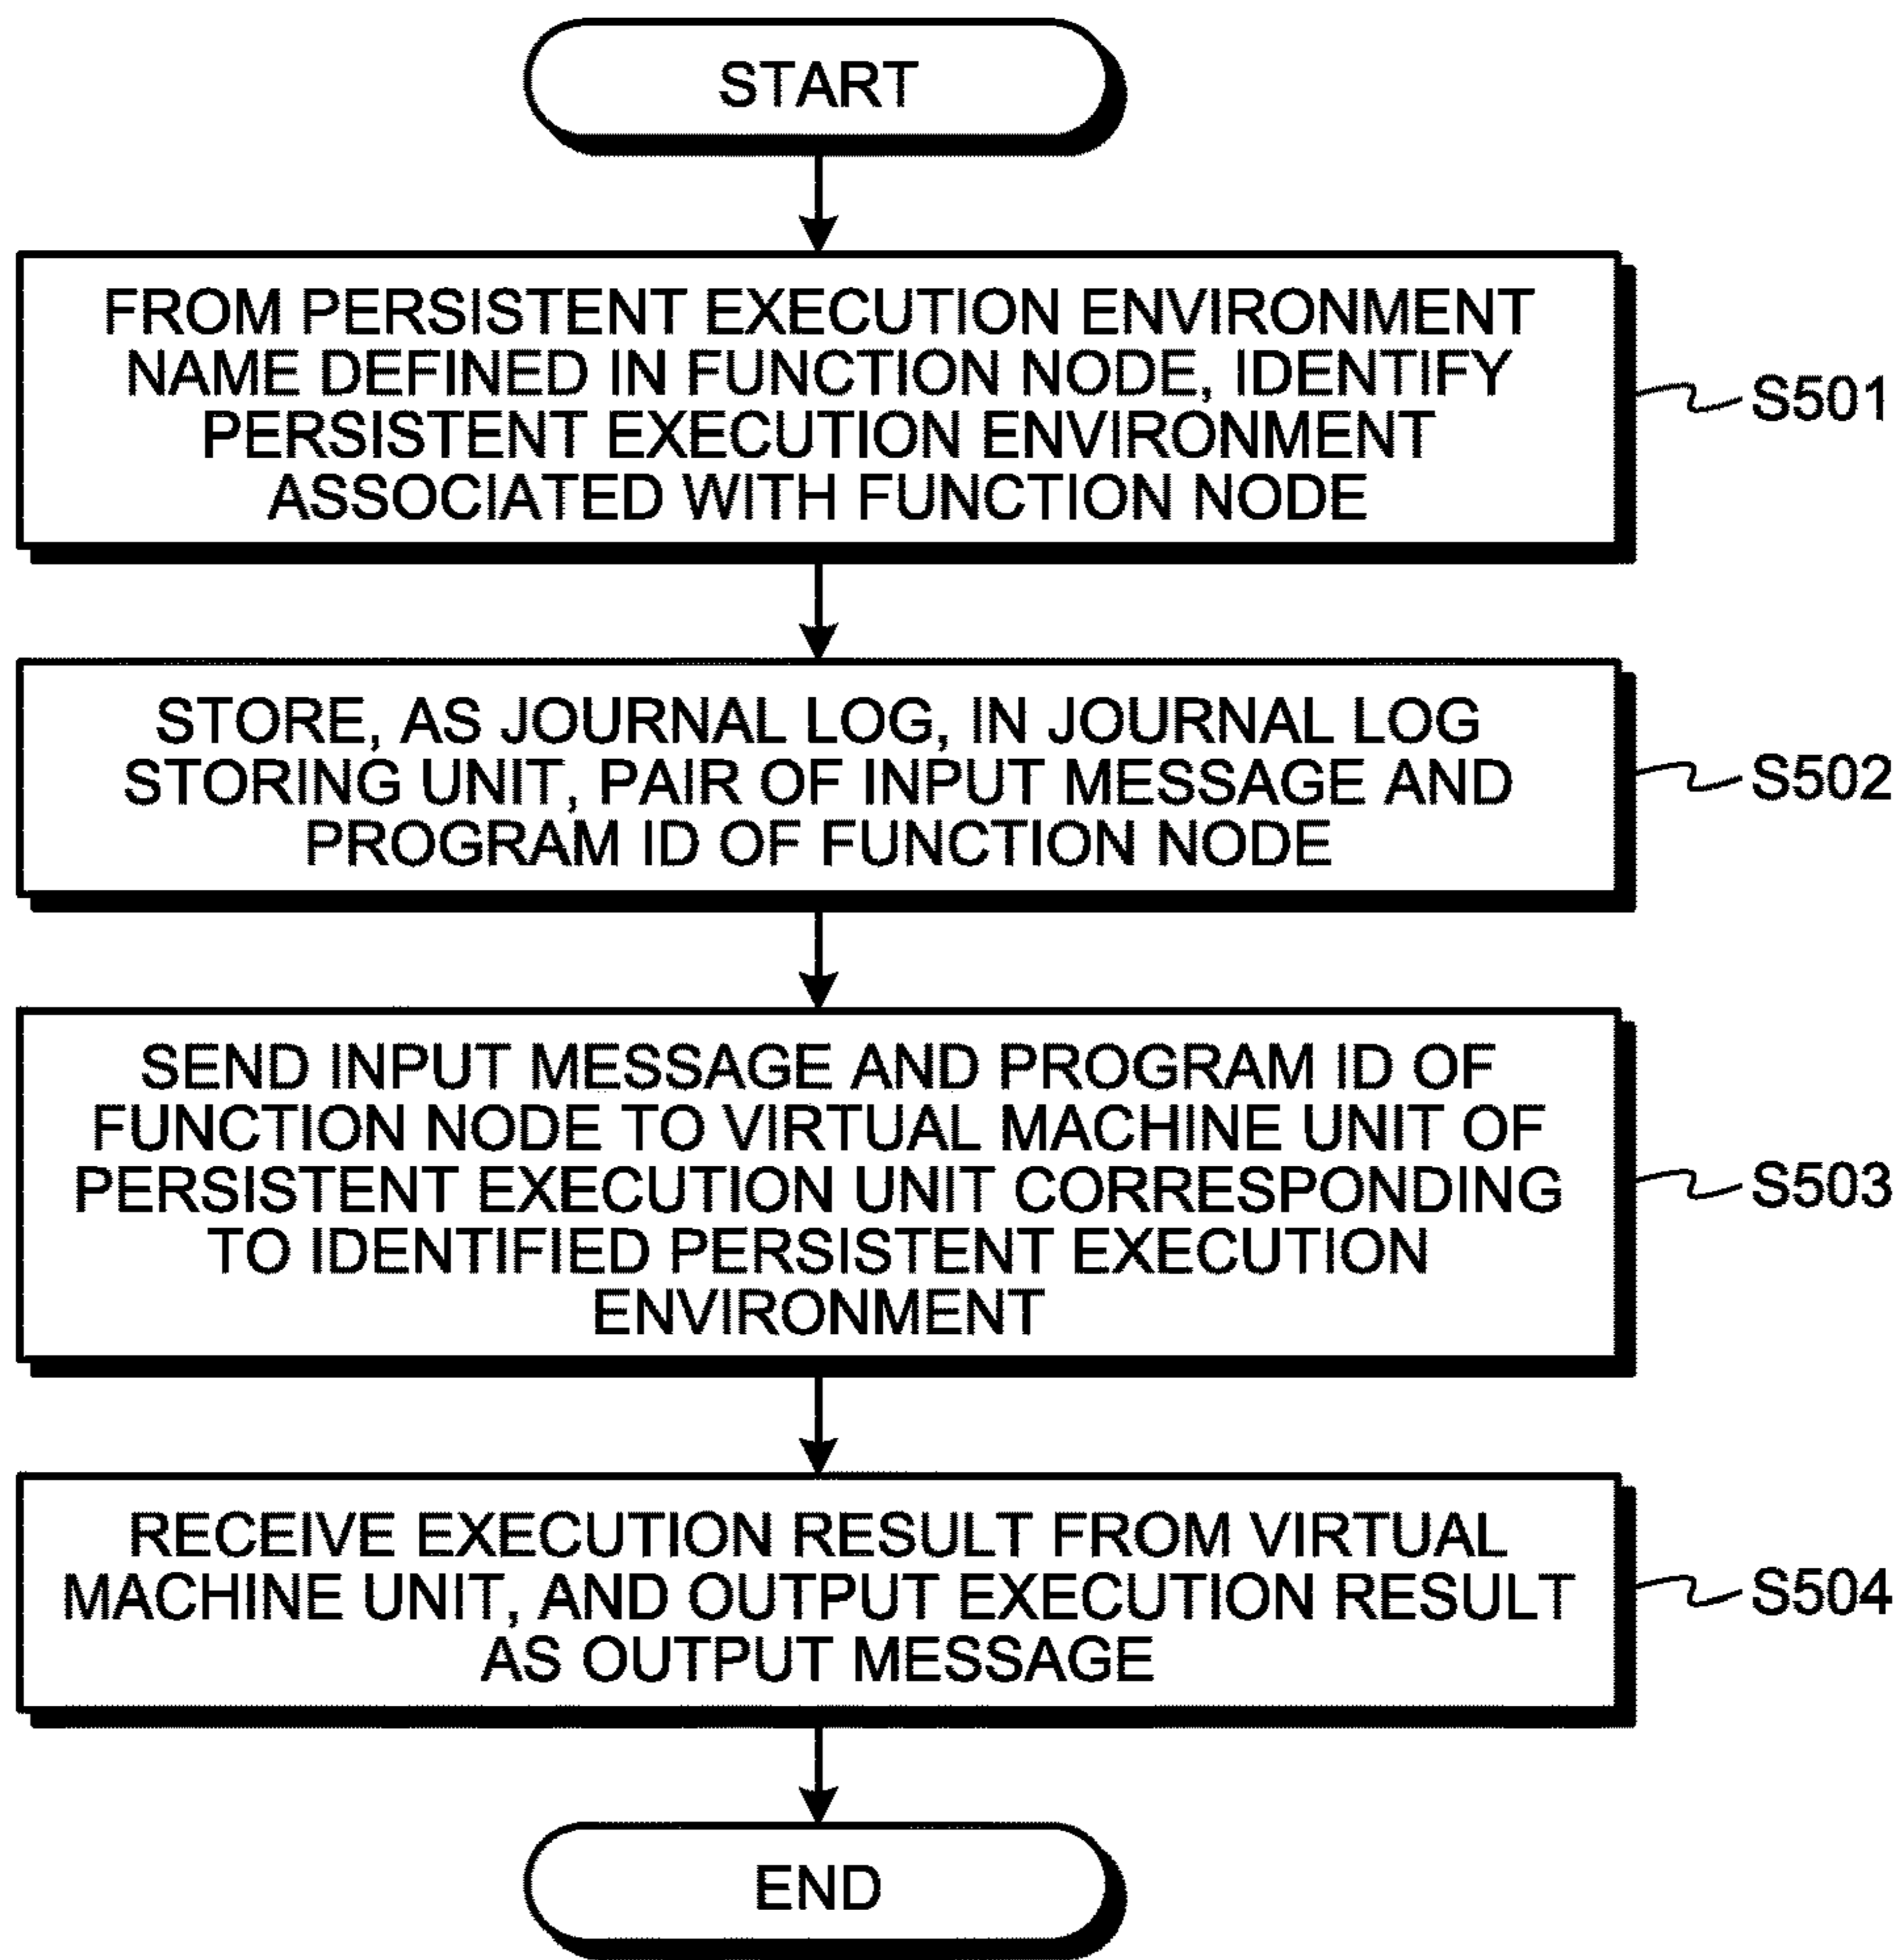 START
FROM PERSISTENT EXECUTION ENVIRONMENT
NAME DEFINED IN FUNCTION NODE, IDENTIFY
PERSISTENT EXECUTION ENVIRONMENT
ASSOCIATED WITH FUNCTION NODE
S501
STORE, AS JOURNAL LOG, IN JOURNAL LOG
STORING UNIT, PAIR OF INPUT MESSAGE AND
PROGRAM ID OF FUNCTION NODE
S502
SEND INPUT MESSAGE AND PROGRAM ID OF
FUNCTION NODE TO VIRTUAL MACHINE UNIT OF
PERSISTENT EXECUTION UNIT CORRESPONDING
TO IDENTIFIED PERSISTENT EXECUTION
ENVIRONMENT
S503
RECEIVE EXECUTION RESULT FROM VIRTUAL
MACHINE UNIT, AND OUTPUT EXECUTION RESULT
AS OUTPUT MESSAGE
S504
END